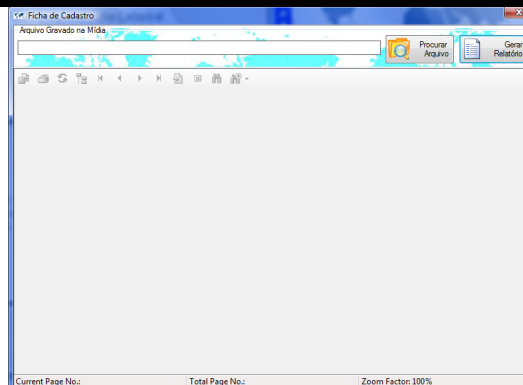 Ficha de Cadastro
Arquivo Gravado na Mídia
Procurar
Arquivo
Gerar
Relatório
Current Page No.:
Total Page No.:
Zoom Factor: 100%